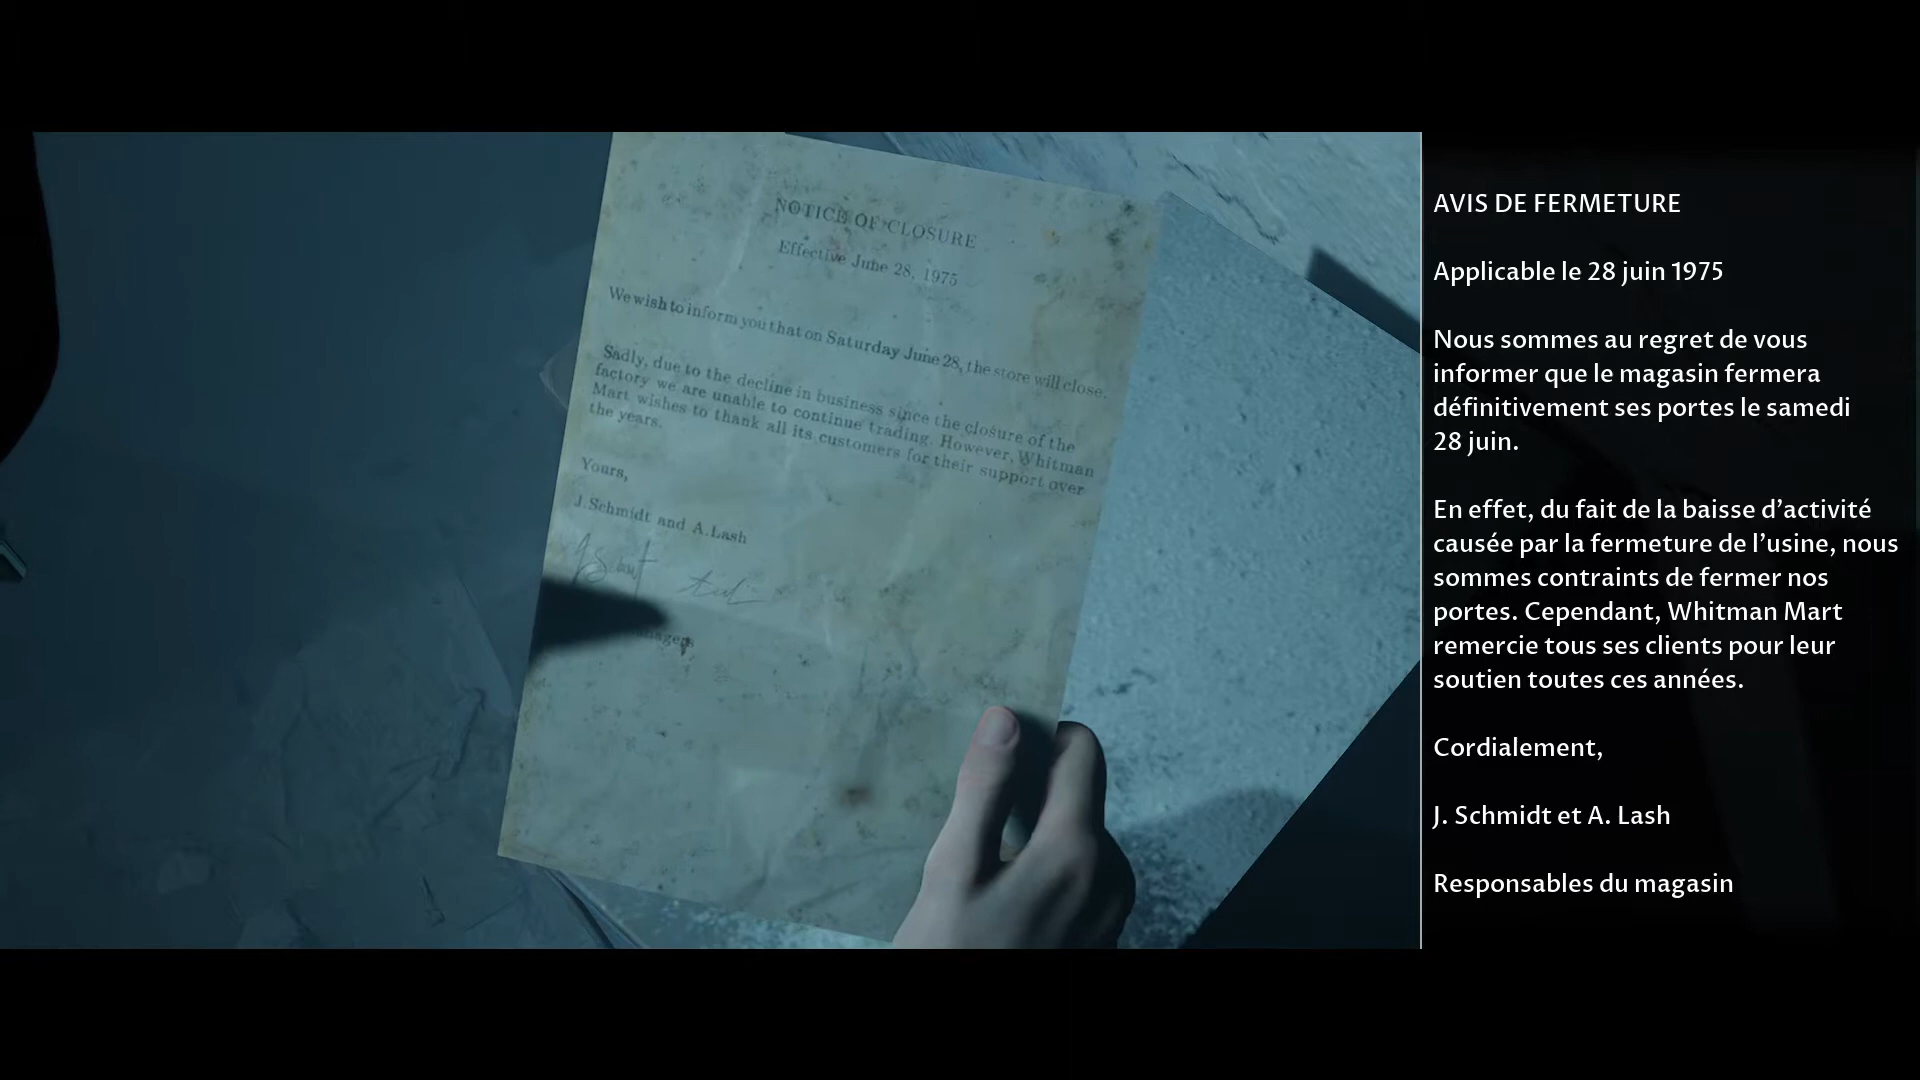 NOTICE OF CLOSURE
Effective June 28, 1975
We wish to inform you that on Saturday June 28, the store will close.
Sadly, due to the decline in business since the closure of the
factory we are unable to continue trading. However, Whitman
Mart wishes to thank all its customers for their support over
the years.
Yours,
J.Schmidt and A.Lash
AVIS DE FERMETURE
Applicable le 28 juin 1975
Nous sommes au regret de vous
informer que le magasin fermera
définitivement ses portes le samedi
28 juin.
En effet, du fait de la baisse d'activité
causée par la fermeture de l'usine, nous
sommes contraints de fermer nos
portes. Cependant, Whitman Mart
remercie tous ses clients pour leur
soutien toutes ces années.
Cordialement,
J. Schmidt et A. Lash
Responsables du magasin